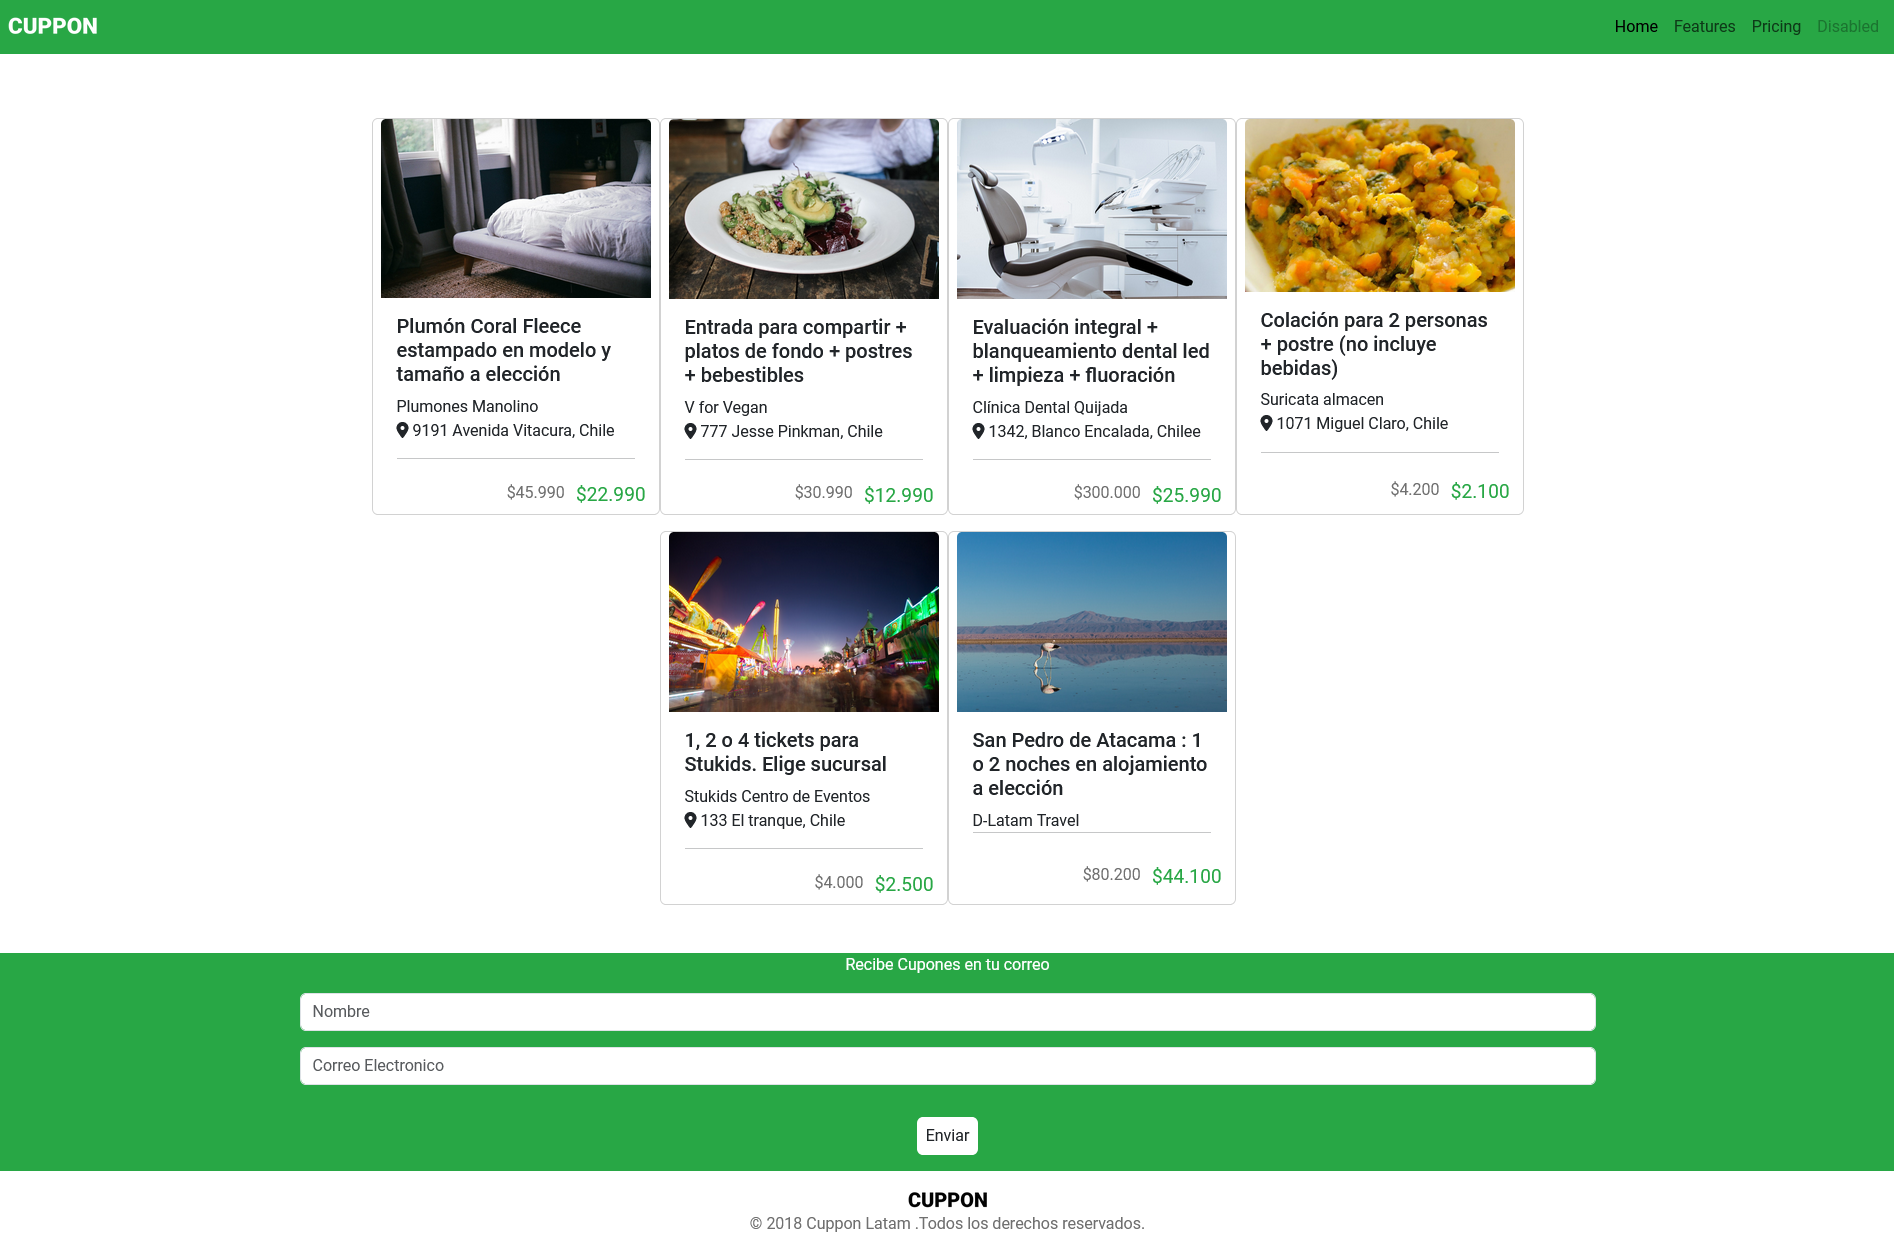 CUPPON
Home Features Pricing Disabled
Plumón Coral Fleece
estampado en modelo y
tamaño a elección
Plumones Manolino
9191 Avenida Vitacura, Chile
$45.990 $22.990
Entrada para compartir +
platos de fondo + postres
+ bebestibles
V for Vegan
777 Jesse Pinkman, Chile
$30.990 $12.990
Evaluación integral +
blanqueamiento dental led
+ limpieza + fluoración
Clínica Dental Quijada
1342, Blanco Encalada, Chilee
$300.000 $25.990
Colación para 2 personas
+ postre (no incluye
bebidas)
Suricata almacen
1071 Miguel Claro, Chile
$4.200 $2.100
1, 2 o 4 tickets para
Stukids. Elige sucursal
Stukids Centro de Eventos
133 El tranque, Chile
$4.000 $2.500
San Pedro de Atacama : 1
o 2 noches en alojamiento
a elección
D-Latam Travel
$80.200 $44.100
Recibe Cupones en tu correo
Nombre
Correo Electronico
Enviar
CUPPON
© 2018 Cuppon Latam .Todos los derechos reservados.